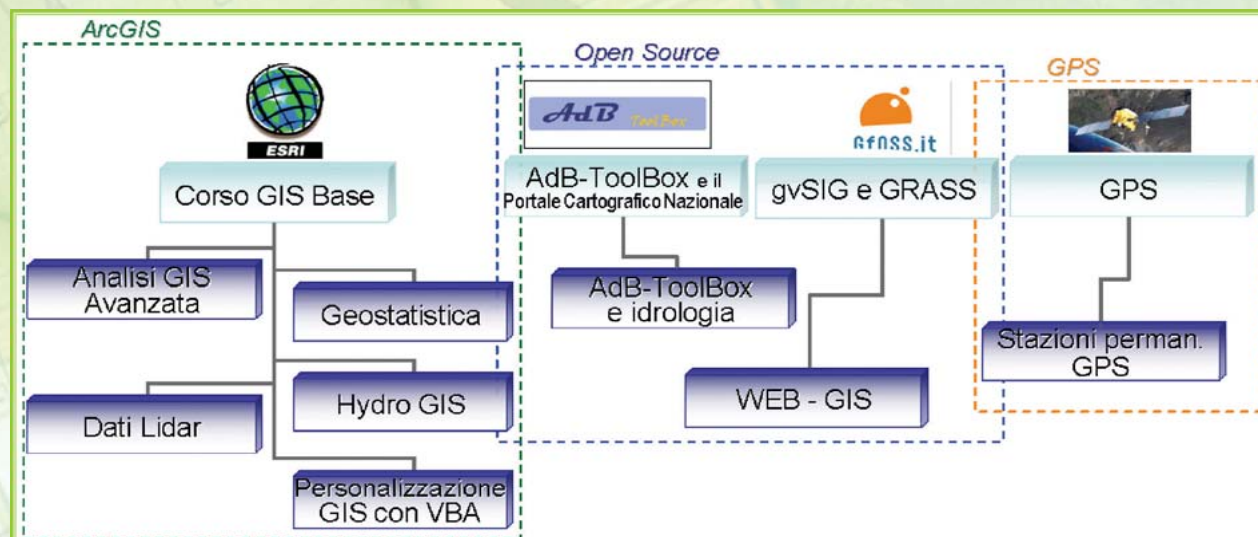 ArcGIS
ESRI
Corso GIS Base
Analisi GIS
Avanzata
Geostatistica
Dati Lidar
Hydro GIS
Personalizzazione
GIS con VBA
Open Source
AdB ToolBox
GFOSS.it
AdB-ToolBox e il
Portale Cartografico Nazionale
gvSIG e GRASS
AdB-ToolBox
e idrologia
WEB - GIS
GPS
GPS
Stazioni perman.
GPS